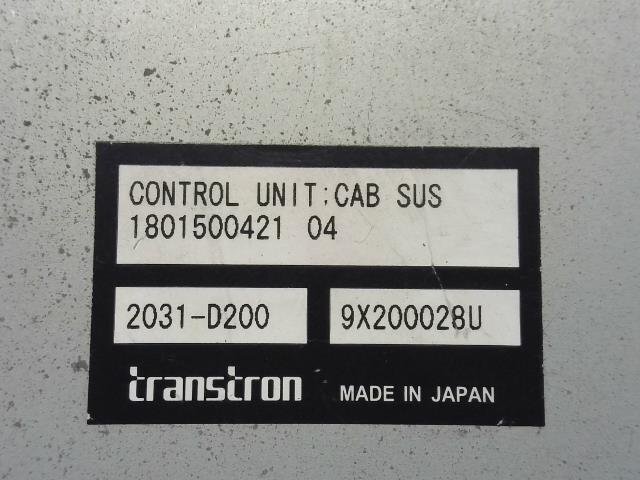 CONTROL UNIT;CAB SUS
1801500421 04
2031-D200
9X200028U
transtron
MADE IN JAPAN